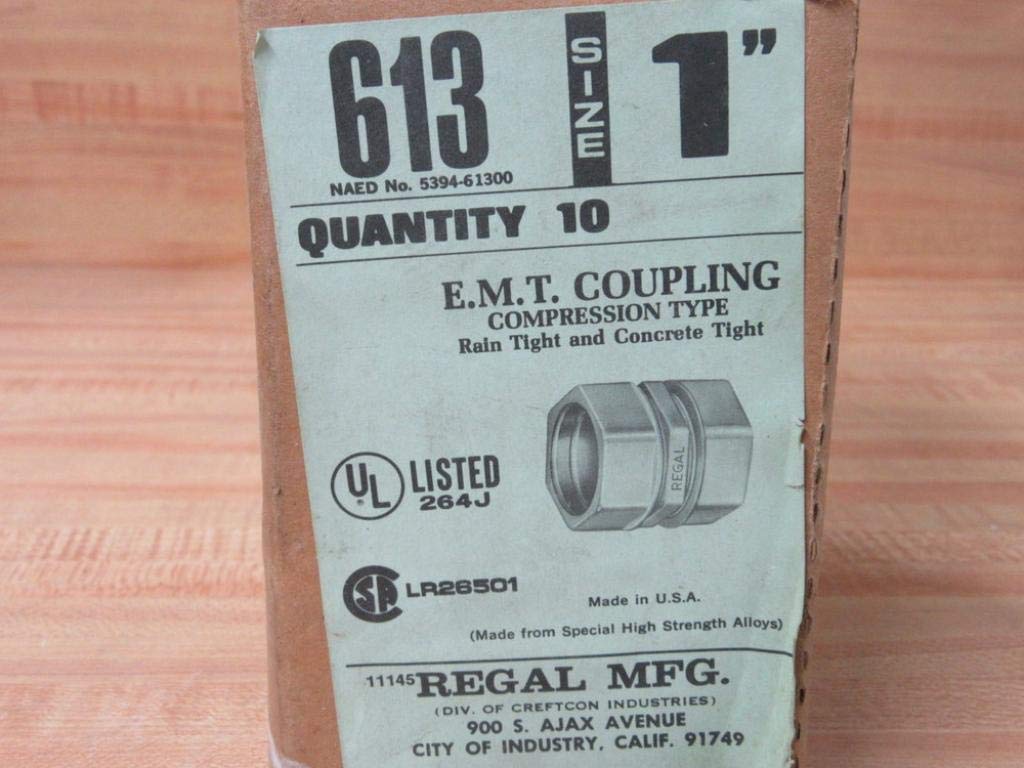 613
SIZE
1"
NAED No. 5394-61300
QUANTITY 10
E.M.T. COUPLING
COMPRESSION TYPE
Rain Tight and Concrete Tight
REGAL
UL LISTED
264J
CSA LR26501
Made in U.S.A.
(Made from Special High Strength Alloys)
11145 REGAL MFG.
(DIV. OF CREFTCON INDUSTRIES)
900 S. AJAX AVENUE
CITY OF INDUSTRY, CALIF. 91749